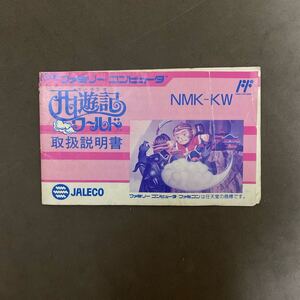 ファミリー コンピュータ
西遊記
ワールド
取扱説明書
NMK-KW
JALECO
ファミリーコンピュータ ファミコンは任天堂の商標です。